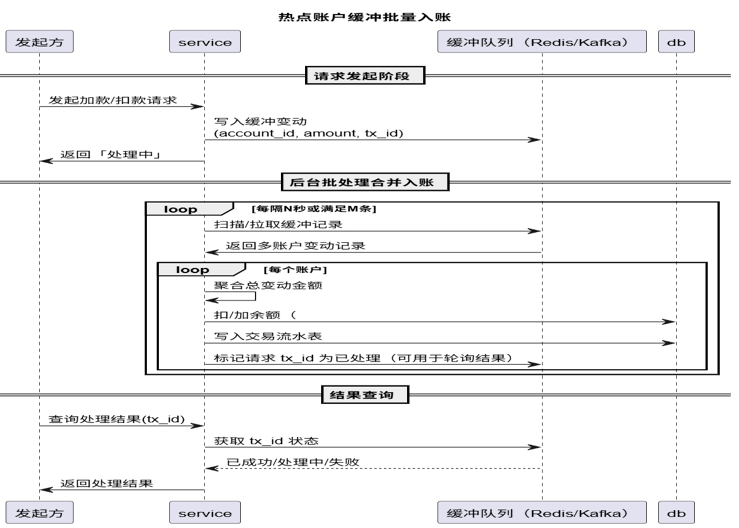 热点账户缓冲批量入账
发起方
service
缓冲队列（Redis/Kafka）
db
请求发起阶段
发起加款/扣款请求
写入缓冲变动
(account_id, amount, tx_id)
返回「处理中」
后台批处理合并入账
loop [每隔N秒或满足M条]
扫描/拉取缓冲记录
返回多账户变动记录
loop [每个账户]
聚合总变动金额
扣/加余额（
写入交易流水表
标记请求 tx_id 为已处理（可用于轮询结果）
结果查询
查询处理结果(tx_id)
获取 tx_id 状态
已成功/处理中/失败
返回处理结果
发起方
service
缓冲队列（Redis/Kafka）
db